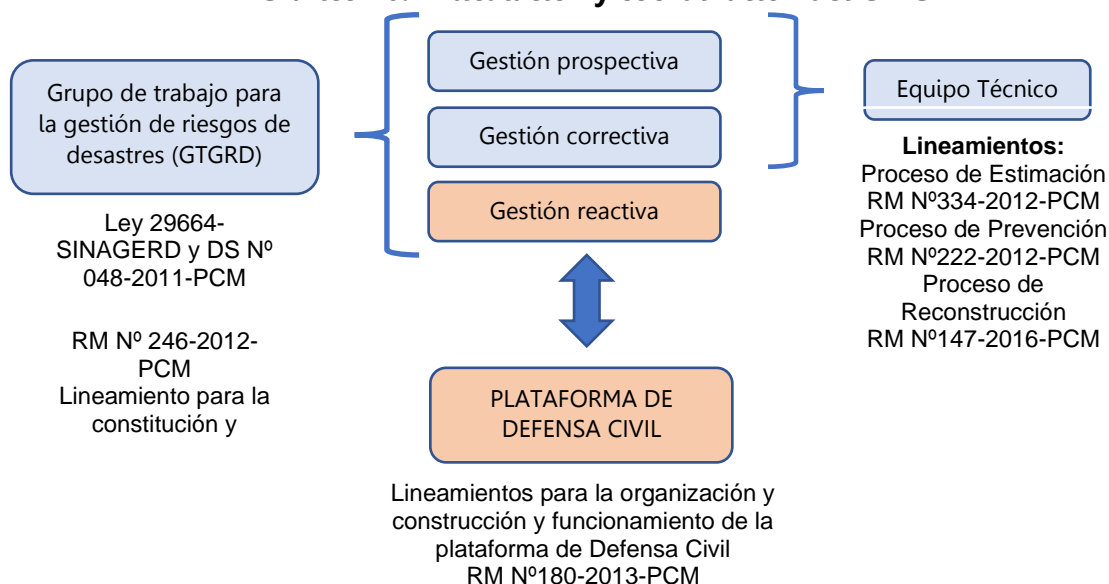 Grupo de trabajo para
la gestión de riesgos de
desastres (GTGRD)
Ley 29664-
SINAGERD y DS Nº
048-2011-PCM
RM Nº 246-2012-
PCM
Lineamiento para la
constitución y
Gestión prospectiva
Gestión correctiva
Gestión reactiva
PLATAFORMA DE
DEFENSA CIVIL
Lineamientos para la organización y
construcción y funcionamiento de la
plataforma de Defensa Civil
RM Nº180-2013-PCM
Equipo Técnico
Lineamientos:
Proceso de Estimación
RM Nº334-2012-PCM
Proceso de Prevención
RM Nº222-2012-PCM
Proceso de
Reconstrucción
RM Nº147-2016-PCM